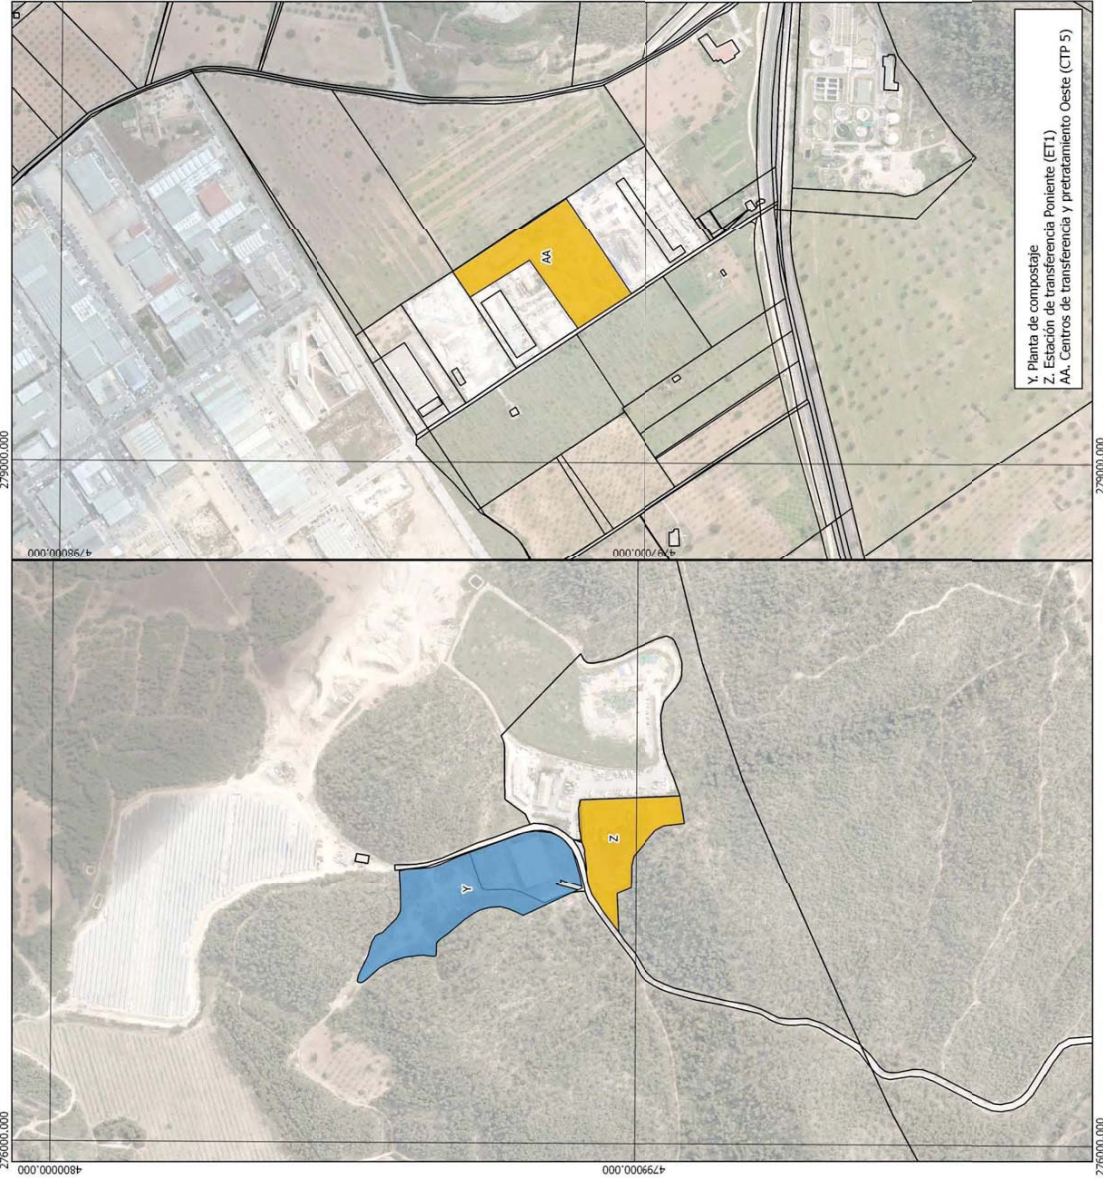 276000.000
279000.000
4800000.000
4798000.000
Y
Z
AA
4799000.000
4797000.000
Y. Planta de compostaje
Z. Estación de transferencia Poniente (ET1)
AA. Centros de transferencia y pretratamiento Oeste (CTP 5)
276000.000
279000.000